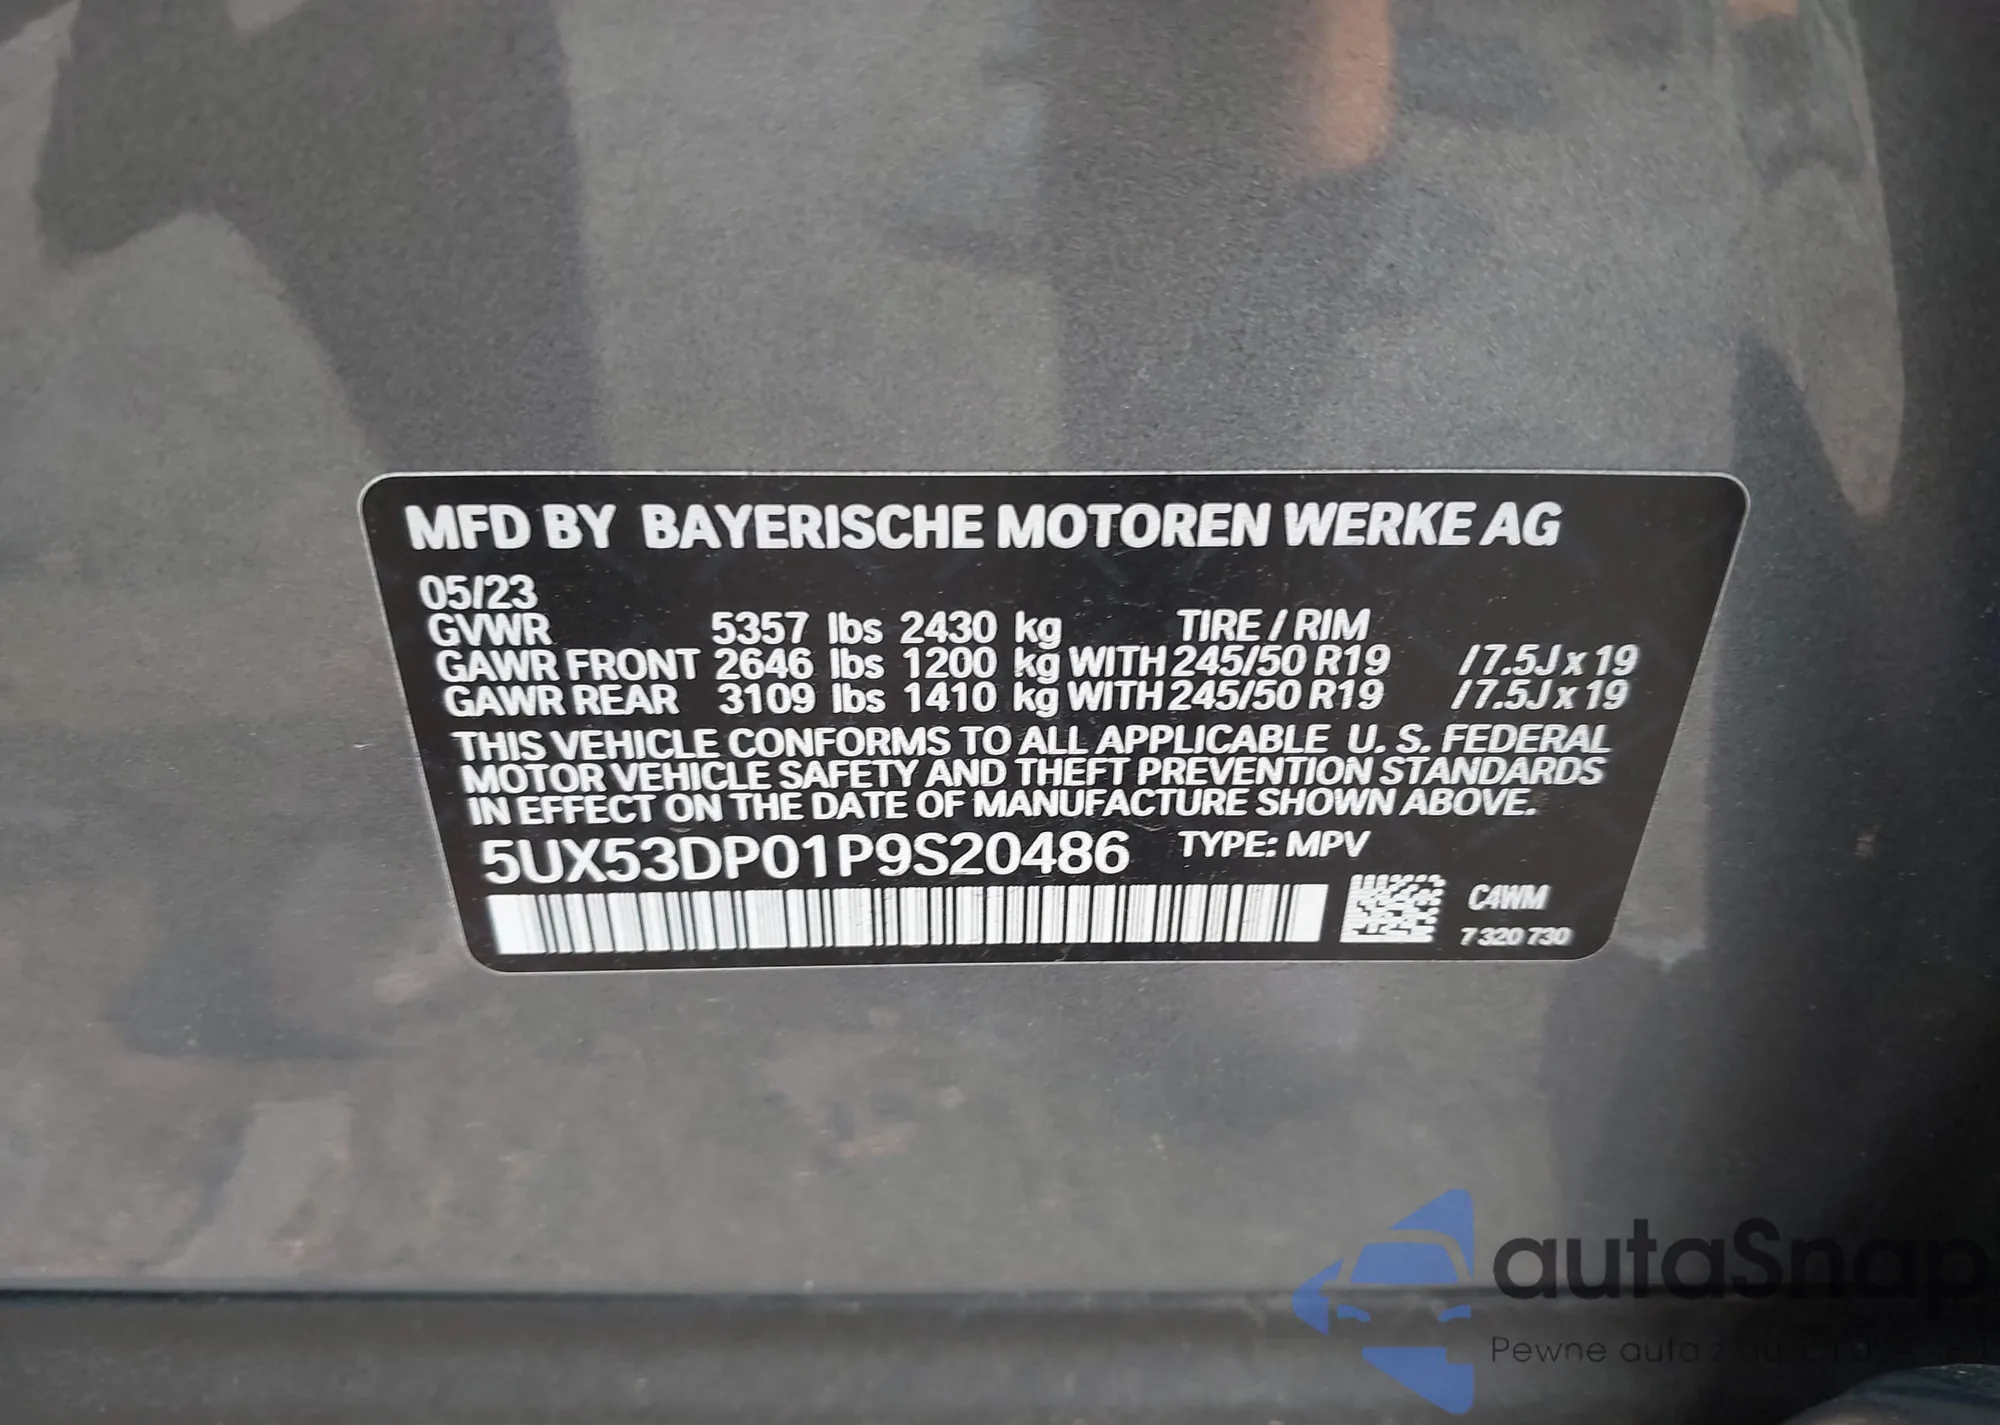 MFD BY BAYERISCHE MOTOREN WERKE AG
05/23
GVWR 5357 lbs 2430 kg TIRE / RIM
GAWR FRONT 2646 lbs 1200 kg WITH 245/50 R19 / 7.5J x 19
GAWR REAR 3109 lbs 1410 kg WITH 245/50 R19 / 7.5J x 19
THIS VEHICLE CONFORMS TO ALL APPLICABLE U. S. FEDERAL
MOTOR VEHICLE SAFETY AND THEFT PREVENTION STANDARDS
IN EFFECT ON THE DATE OF MANUFACTURE SHOWN ABOVE.
5UX53DP01P9S20486 TYPE: MPV
C4WM
7 320 730
autaSnap
Pewne auta z